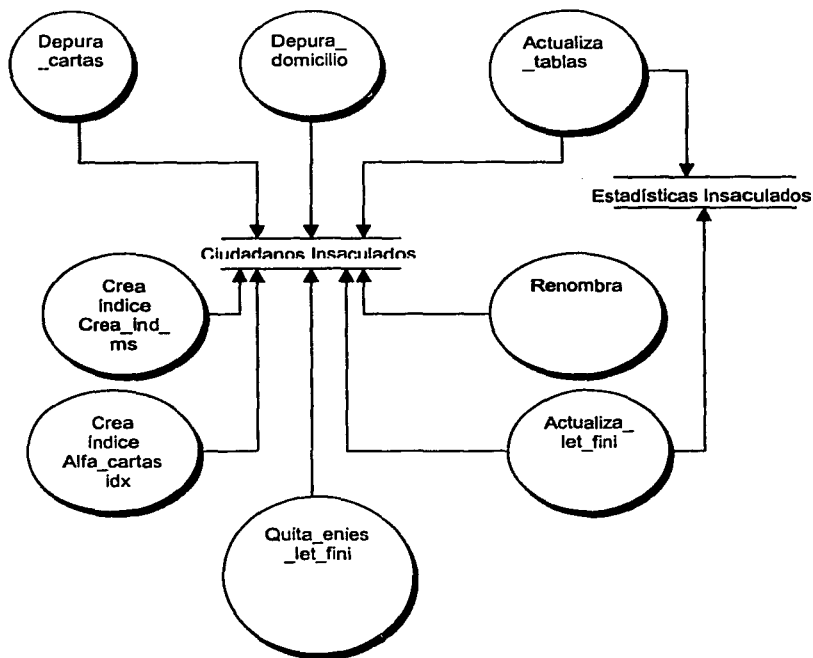 Depura
_cartas
Depura_
domicilio
Actualiza
_tablas
Estadísticas Insaculados
Ciudadanos Insaculados
Crea
índice
Crea_ind_
ms
Renombra
Crea
índice
Alfa_cartas
idx
Actualiza_
let_fini
Quita_enies
_let_fini